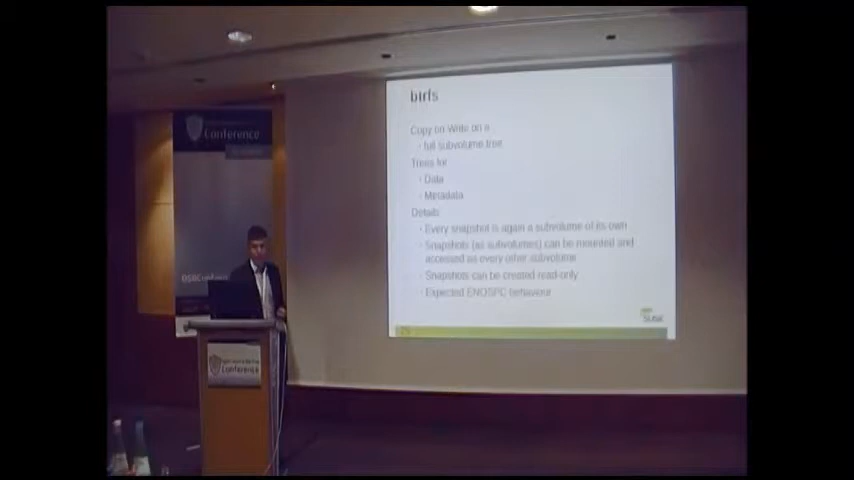 Conference
btrfs
Copy on Write on a
- full subvolume tree
Trees for
- Data
- Metadata
Details
- Every snapshot is again a subvolume of its own
- Snapshots (as subvolumes) can be mounted and
accessed as every other subvolume
- Snapshots can be created read-only
- Expected ENOSPC behaviour
SUSE
Conference